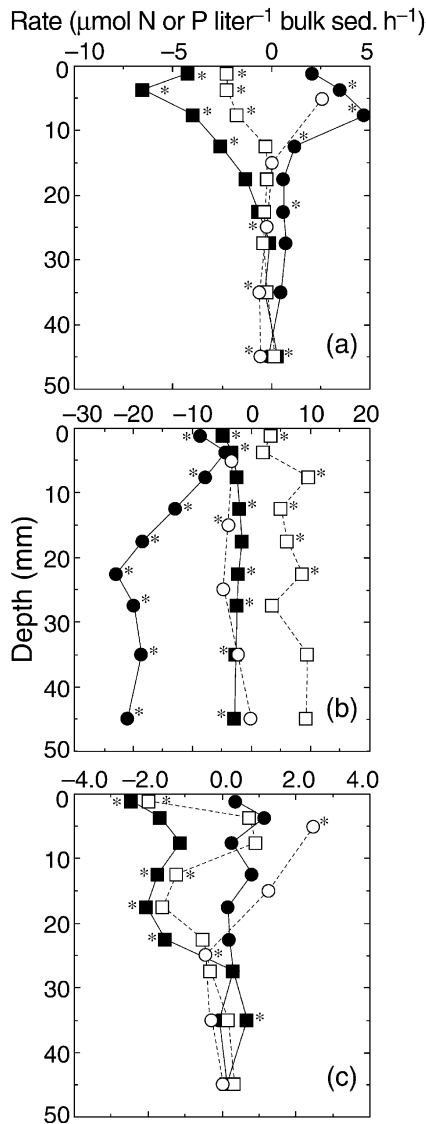 Rate (μmol N or P liter⁻¹ bulk sed. h⁻¹)
−10 −5 0 5
0
10
20
30
40
50
* * * * * * * * * * * * * * *
(a)
−30 −20 −10 0 10 20
0
10
20
30
40
50
* * * * * * * * * * * * * * * * * * * *
(b)
Depth (mm)
−4.0 −2.0 0.0 2.0 4.0
0
10
20
30
40
50
* * * * * * * * *
(c)